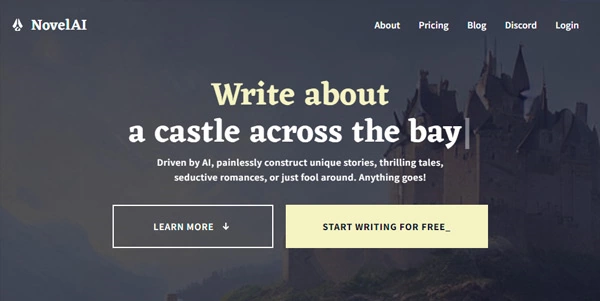 NovelAI
About Pricing Blog Discord Login
Write about
a castle across the bay|
Driven by AI, painlessly construct unique stories, thrilling tales,
seductive romances, or just fool around. Anything goes!
LEARN MORE ↓
START WRITING FOR FREE_